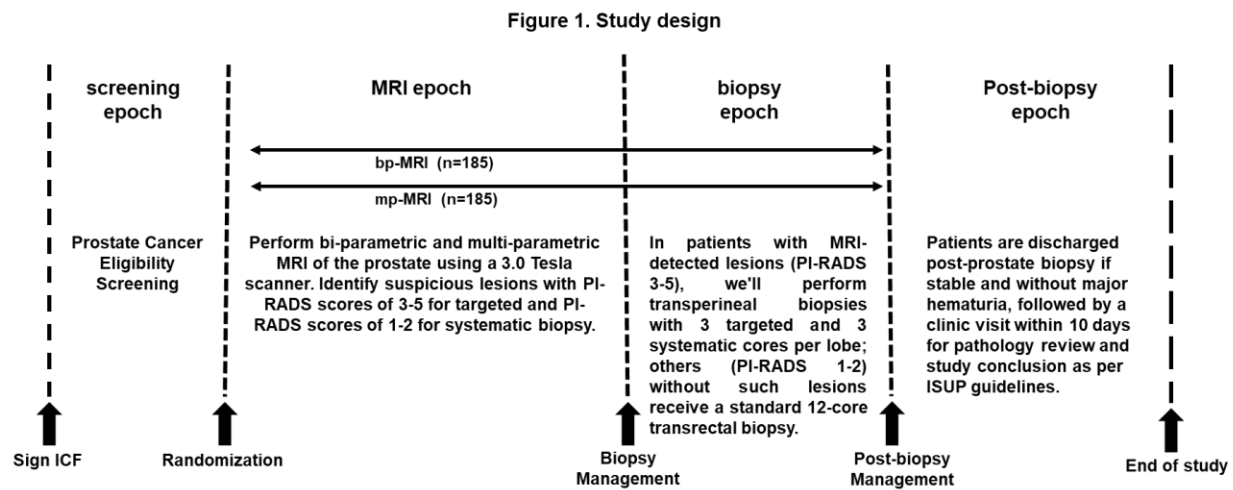 Figure 1. Study design
screening
epoch
MRI epoch
biopsy
epoch
Post-biopsy
epoch
bp-MRI (n=185)
mp-MRI (n=185)
Prostate Cancer
Eligibility
Screening
Perform bi-parametric and multi-parametric
MRI of the prostate using a 3.0 Tesla
scanner. Identify suspicious lesions with PI-
RADS scores of 3-5 for targeted and PI-
RADS scores of 1-2 for systematic biopsy.
In patients with MRI-
detected lesions (PI-RADS
3-5), we'll perform
transperineal biopsies
with 3 targeted and 3
systematic cores per lobe;
others (PI-RADS 1-2)
without such lesions
receive a standard 12-core
transrectal biopsy.
Patients are discharged
post-prostate biopsy if
stable and without major
hematuria, followed by a
clinic visit within 10 days
for pathology review and
study conclusion as per
ISUP guidelines.
Sign ICF
Randomization
Biopsy
Management
Post-biopsy
Management
End of study